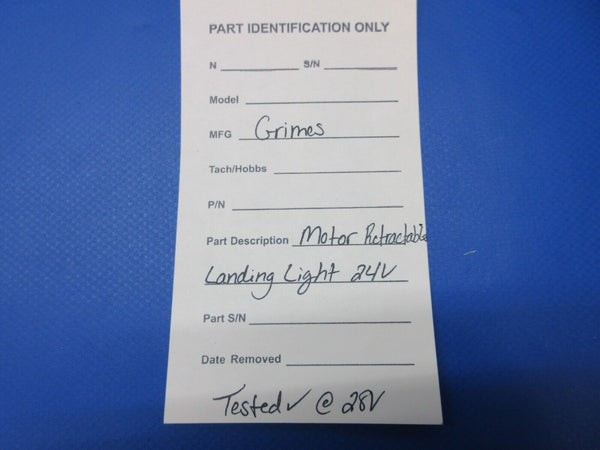 PART IDENTIFICATION ONLY
N S/N
Model
MFG Grimes
Tach/Hobbs
P/N
Part Description Motor Retractable
Landing Light 24V
Part S/N
Date Removed
Tested ✓ @ 28V